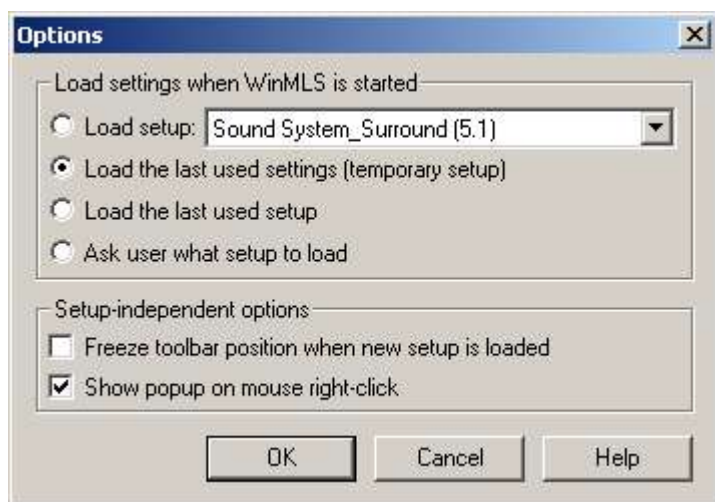 Options
Load settings when WinMLS is started
Load setup: Sound System_Surround (5.1)
Load the last used settings (temporary setup)
Load the last used setup
Ask user what setup to load
Setup-independent options
Freeze toolbar position when new setup is loaded
Show popup on mouse right-click
OK Cancel Help